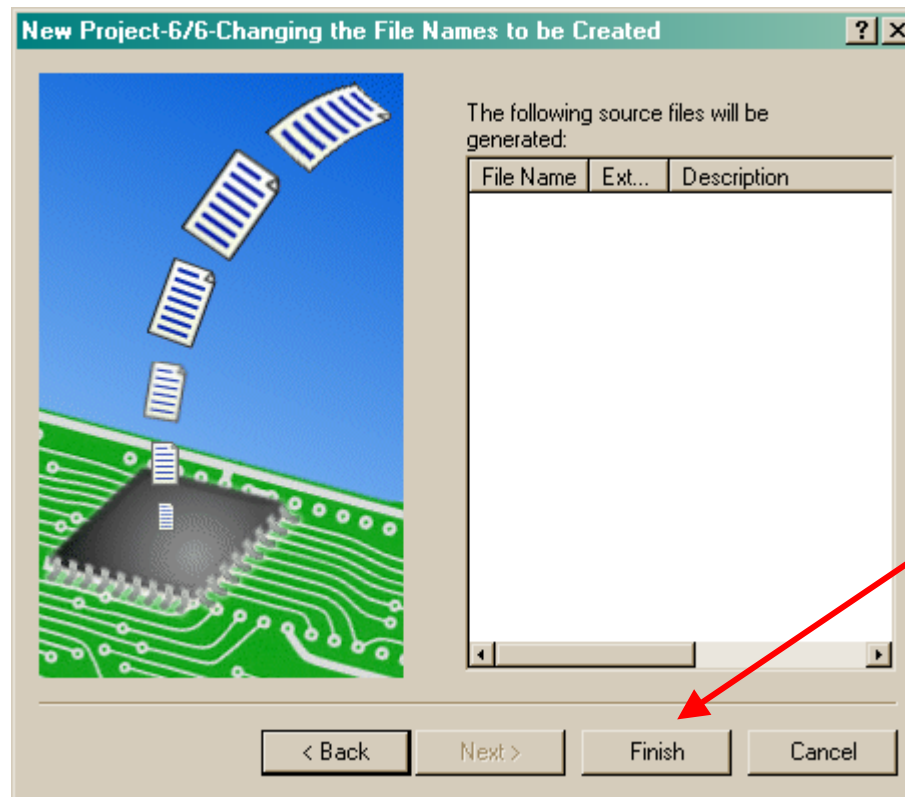 New Project-6/6-Changing the File Names to be Created
The following source files will be
generated:
File Name Ext... Description
< Back Next > Finish Cancel